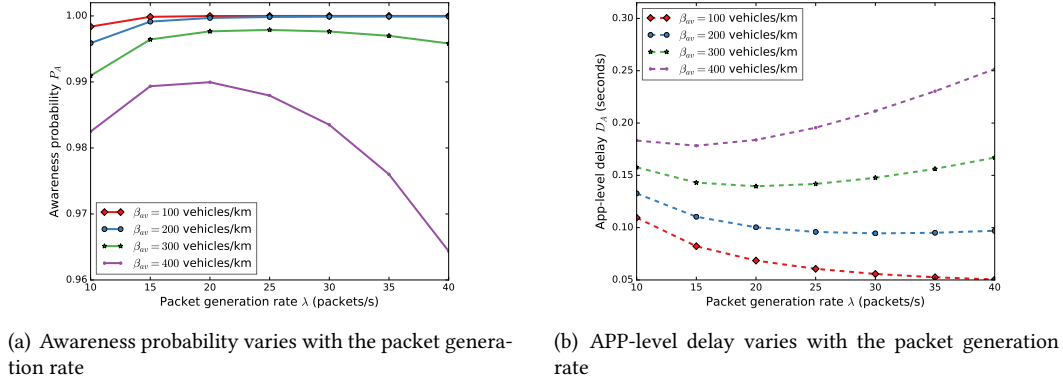 1.00
0.99
0.98
0.97
0.96
Awareness probability P_A
β_av = 100 vehicles/km
β_av = 200 vehicles/km
β_av = 300 vehicles/km
β_av = 400 vehicles/km
10 15 20 25 30 35 40
Packet generation rate λ (packets/s)
(a) Awareness probability varies with the packet genera-
tion rate
0.30
0.25
0.20
0.15
0.10
0.05
App-level delay D_A (seconds)
β_av = 100 vehicles/km
β_av = 200 vehicles/km
β_av = 300 vehicles/km
β_av = 400 vehicles/km
10 15 20 25 30 35 40
Packet generation rate λ (packets/s)
(b) APP-level delay varies with the packet generation
rate